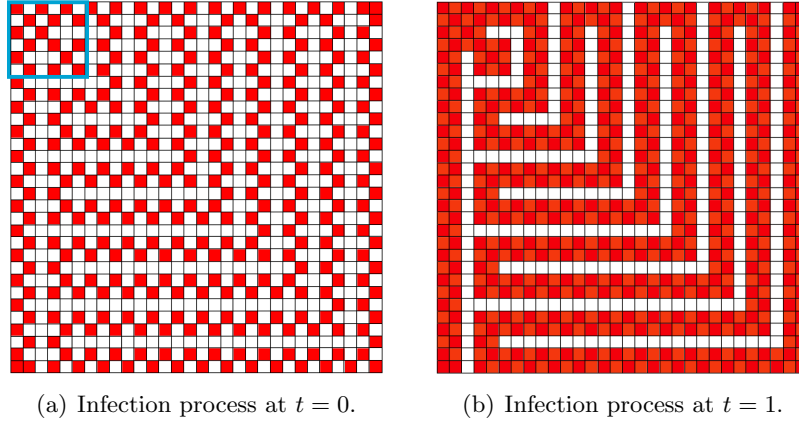 (a) Infection process at t = 0.
(b) Infection process at t = 1.